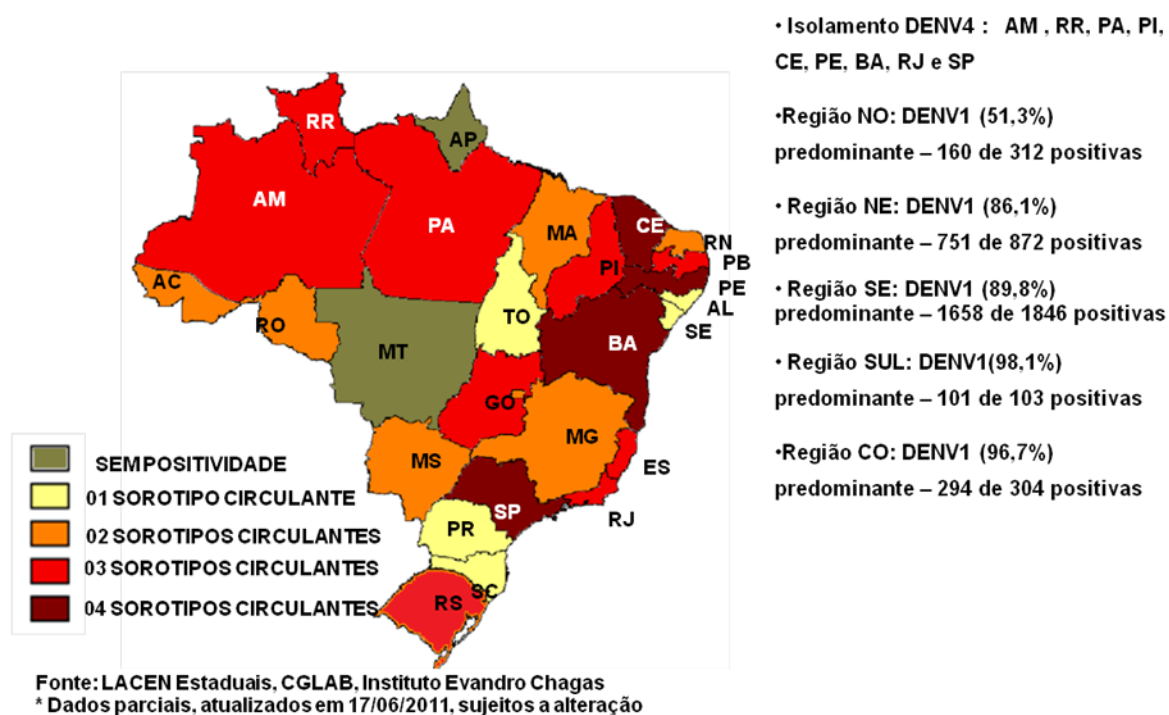 • Isolamento DENV4 : AM , RR, PA, PI,
CE, PE, BA, RJ e SP
•Região NO: DENV1 (51,3%)
predominante – 160 de 312 positivas
• Região NE: DENV1 (86,1%)
predominante – 751 de 872 positivas
• Região SE: DENV1 (89,8%)
predominante – 1658 de 1846 positivas
• Região SUL: DENV1(98,1%)
predominante – 101 de 103 positivas
•Região CO: DENV1 (96,7%)
predominante – 294 de 304 positivas
RR
AP
AM
PA
MA
CE
RN
PI
PB
AC
PE
TO
AL
RO
SE
MT
BA
GO
MG
MS
ES
SP
RJ
PR
SC
RS
SEM POSITIVIDADE
01 SOROTIPO CIRCULANTE
02 SOROTIPOS CIRCULANTES
03 SOROTIPOS CIRCULANTES
04 SOROTIPOS CIRCULANTES
Fonte: LACEN Estaduais, CGLAB, Instituto Evandro Chagas
* Dados parciais, atualizados em 17/06/2011, sujeitos a alteração